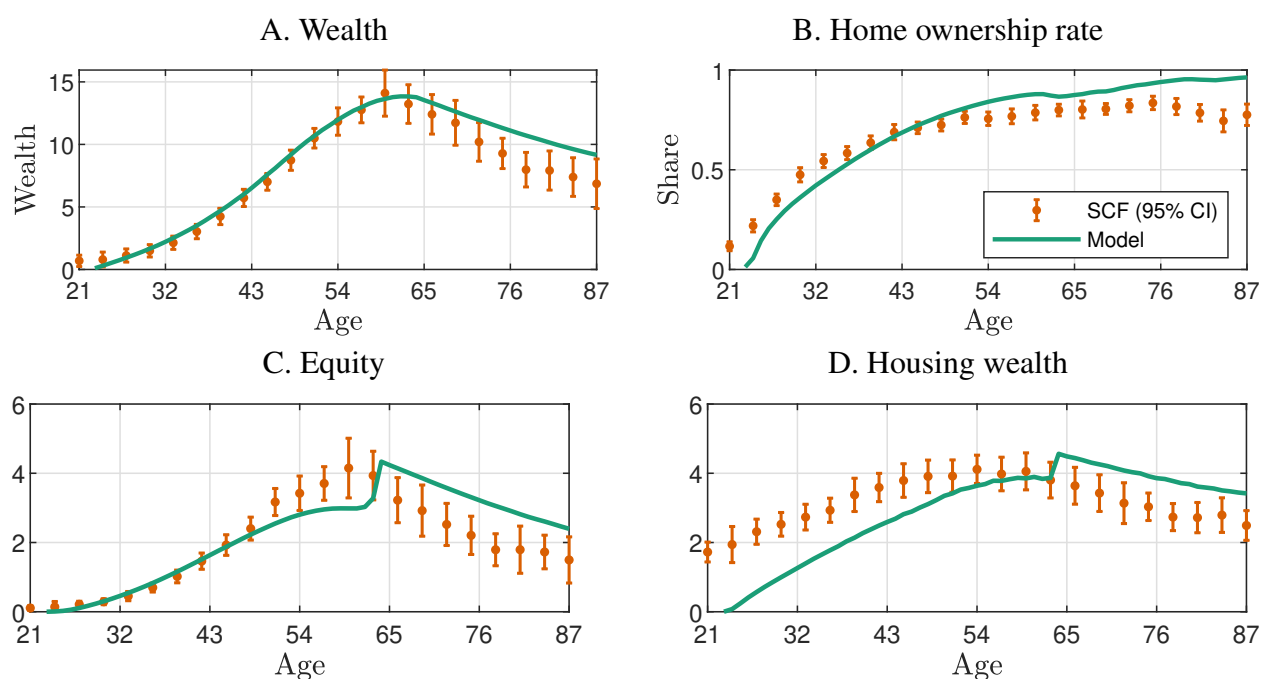 A. Wealth
15
10
5
0
Wealth
21 32 43 54 65 76 87
Age
B. Home ownership rate
1
0.5
0
Share
SCF (95% CI)
Model
21 32 43 54 65 76 87
Age
C. Equity
6
4
2
0
21 32 43 54 65 76 87
Age
D. Housing wealth
6
4
2
0
21 32 43 54 65 76 87
Age